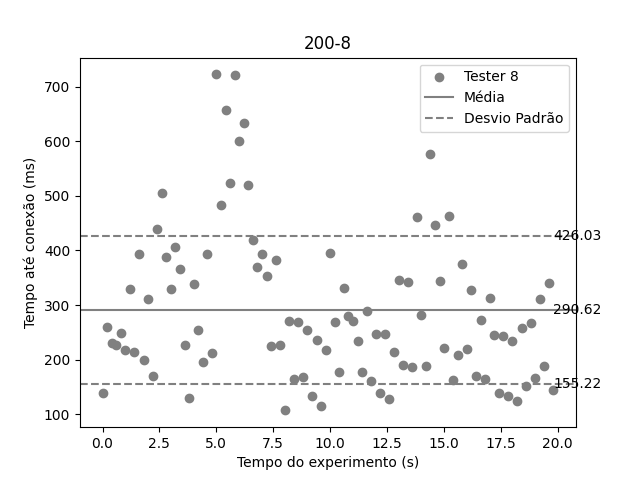 200-8
Tester 8
Média
Desvio Padrão
Tempo até conexão (ms)
700
600
500
400
300
200
100
426.03
290.62
155.22
0.0 2.5 5.0 7.5 10.0 12.5 15.0 17.5 20.0
Tempo do experimento (s)